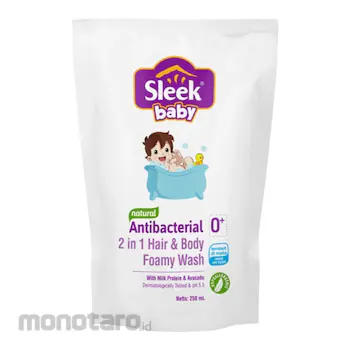 Sleek
baby
natural
Antibacterial
0+
2 in 1 Hair & Body
Foamy Wash
With Milk Protein & Avocado
Dermatologically Tested & pH 5.5
Netto: 250 mL
monotaro.id